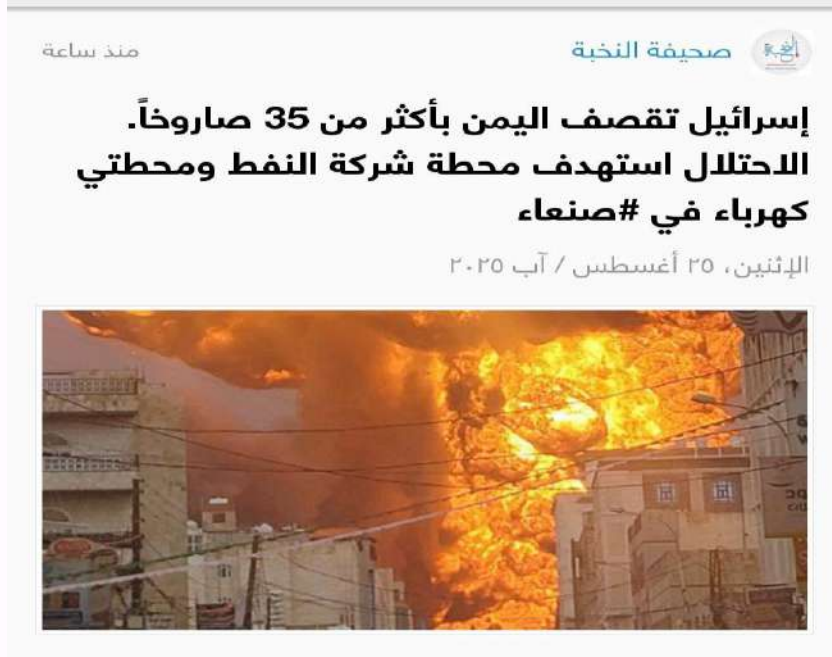 صحيفة النخبة
منذ ساعة
إسرائيل تقصف اليمن بأكثر من 35 صاروخاً.
الاحتلال استهدف محطة شركة النفط ومحطتي
كهرباء في #صنعاء
الإثنين، ٢٥ أغسطس / آب ٢٠٢٥